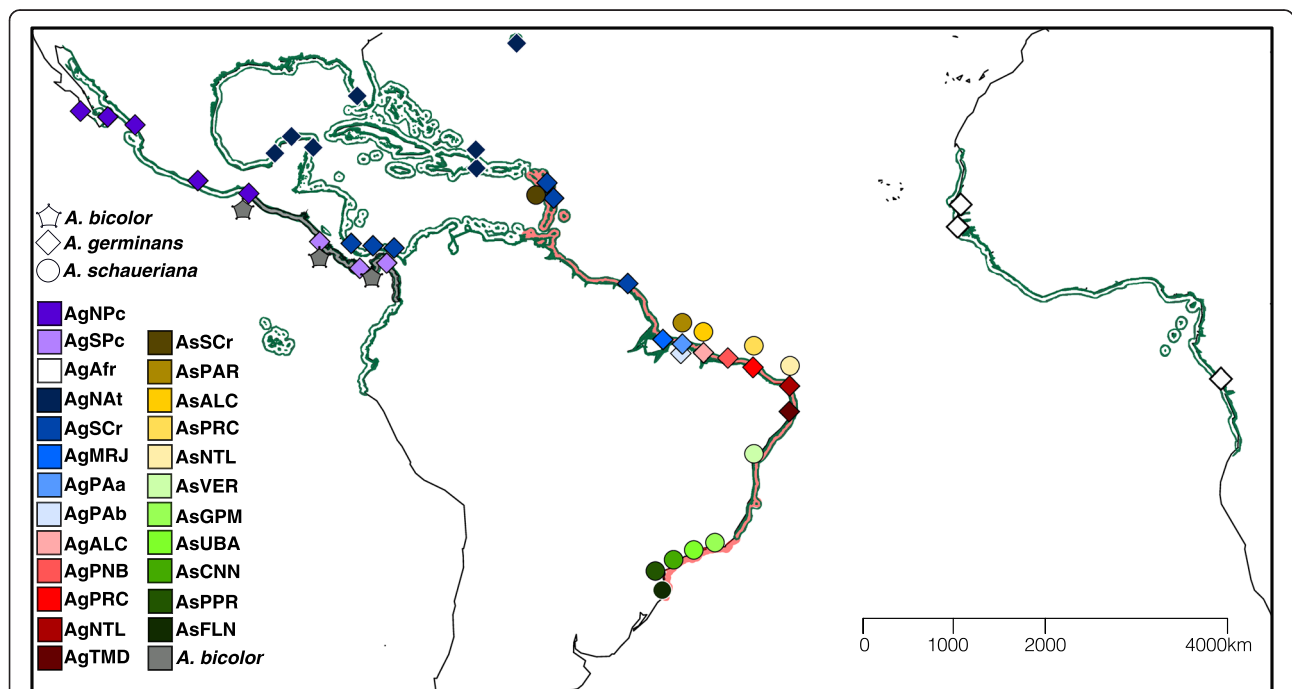 A. bicolor
A. germinans
A. schaueriana
AgNPc
AgSPc
AgAfr
AgNAt
AgSCr
AgMRJ
AgPAa
AgPAb
AgALC
AgPNB
AgPRC
AgNTL
AgTMD
AsSCr
AsPAR
AsALC
AsPRC
AsNTL
AsVER
AsGPM
AsUBA
AsCNN
AsPPR
AsFLN
A. bicolor
0 1000 2000 4000km